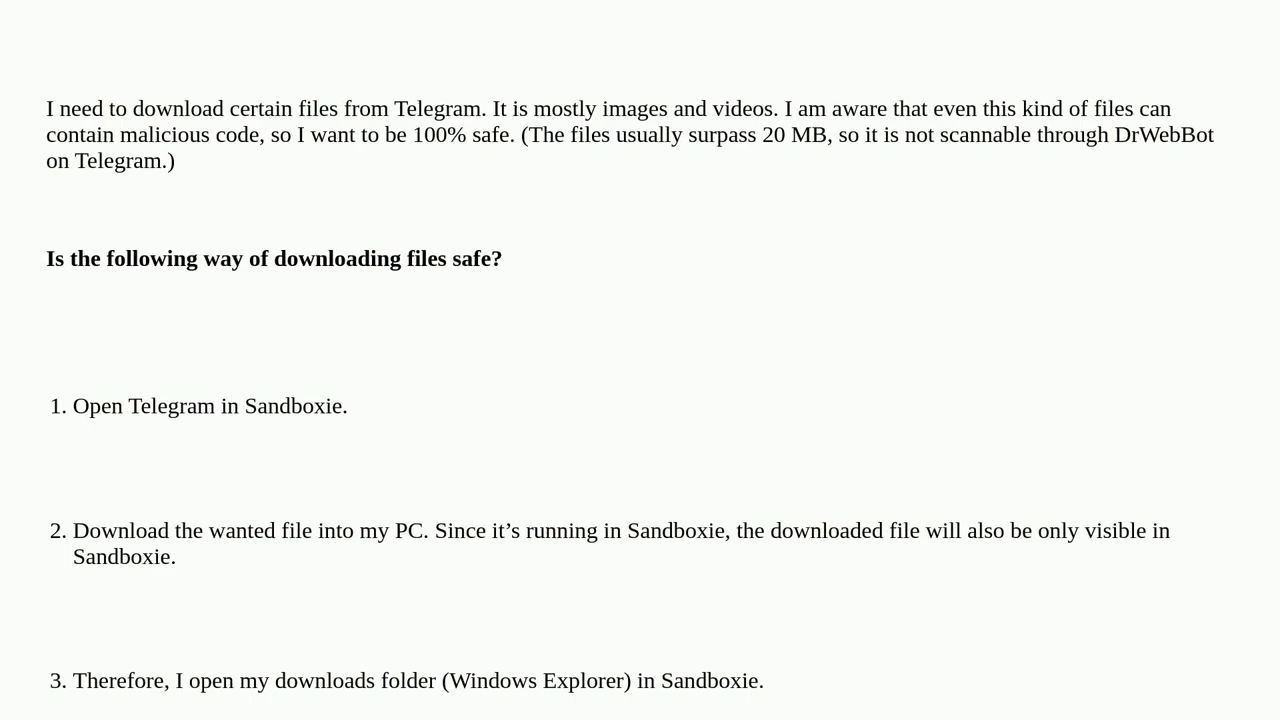 I need to download certain files from Telegram. It is mostly images and videos. I am aware that even this kind of files can
contain malicious code, so I want to be 100% safe. (The files usually surpass 20 MB, so it is not scannable through DrWebBot
on Telegram.)
Is the following way of downloading files safe?
1. Open Telegram in Sandboxie.
2. Download the wanted file into my PC. Since it’s running in Sandboxie, the downloaded file will also be only visible in
Sandboxie.
3. Therefore, I open my downloads folder (Windows Explorer) in Sandboxie.